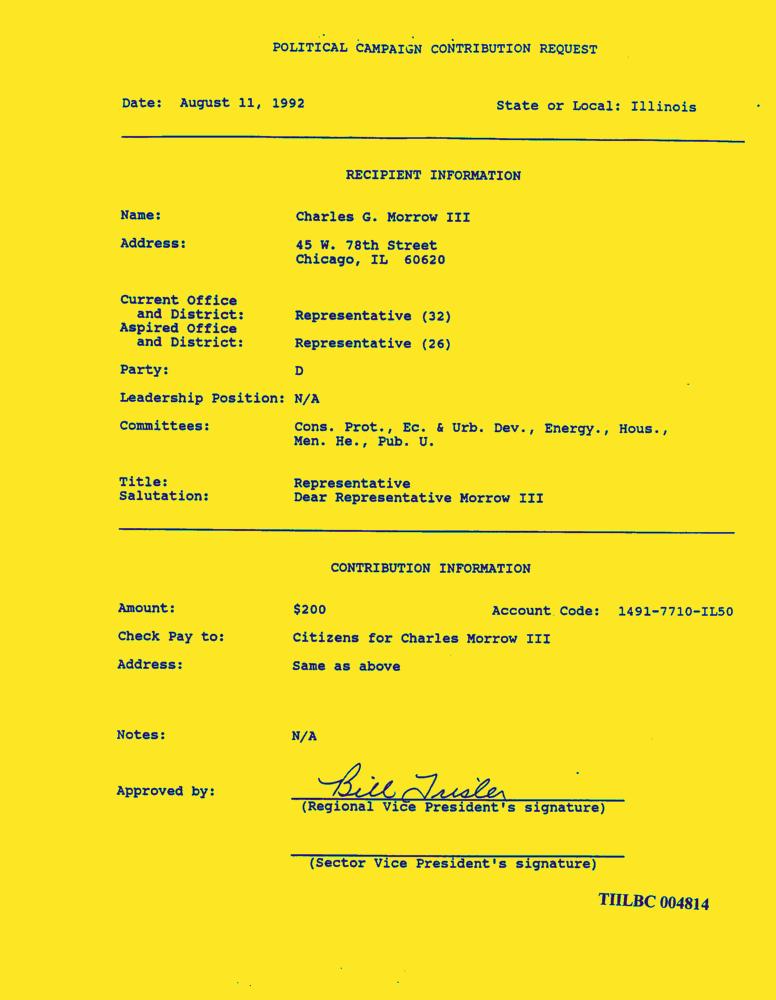 POLITICAL CAMPAIGN CONTRIBUTION REQUEST
Date: August 11, 1992 State or Local: Illinois
RECIPIENT INFORMATION
Name: Charles G. Morrow III
Address: 45 W. 78th Street
Chicago, IL 60620
Current Office
and District: Representative (32)
Aspired Office
and District: Representative (26)
Party: D
Leadership Position: N/A
Committees: Cons. Prot., Ec. & Urb. Dev., Energy., Hous.,
Men. He., Pub. U.
Title: Representative
Salutation: Dear Representative Morrow III
CONTRIBUTION INFORMATION
Amount: $200 Account Code: 1491-7710-IL50
Check Pay to: Citizens for Charles Morrow III
Address: Same as above
Notes: N/A
Approved by: Bill Trisler
(Regional Vice President's signature)
(Sector Vice President's signature)
TIILBC 004814